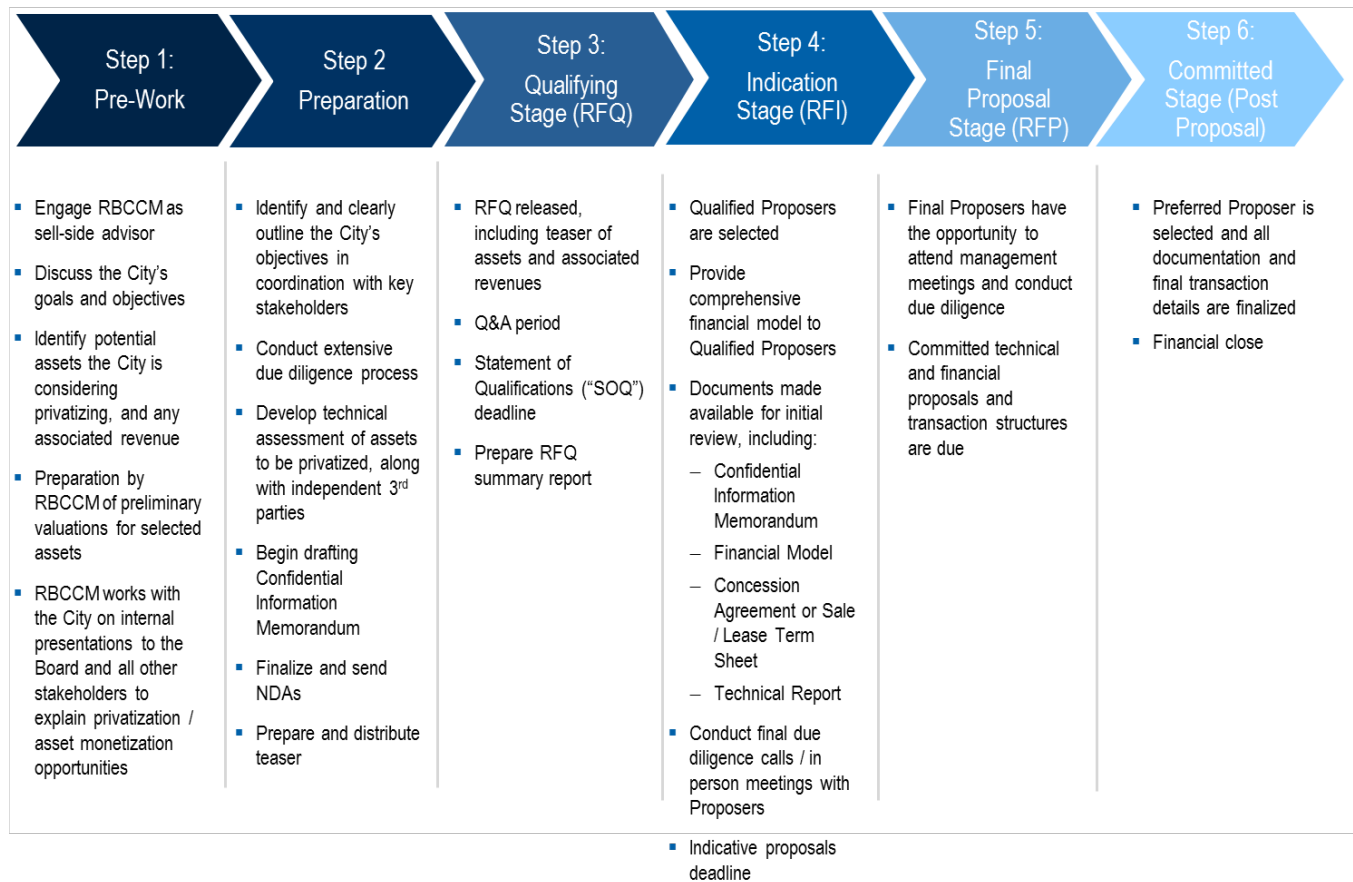 Step 1:
Pre-Work
Step 2
Preparation
Step 3:
Qualifying
Stage (RFQ)
Step 4:
Indication
Stage (RFI)
Step 5:
Final
Proposal
Stage (RFP)
Step 6:
Committed
Stage (Post
Proposal)
▪ Engage RBCCM as
sell-side advisor
▪ Discuss the City’s
goals and objectives
▪ Identify potential
assets the City is
considering
privatizing, and any
associated revenue
▪ Preparation by
RBCCM of preliminary
valuations for selected
assets
▪ RBCCM works with
the City on internal
presentations to the
Board and all other
stakeholders to
explain privatization /
asset monetization
opportunities
▪ Identify and clearly
outline the City’s
objectives in
coordination with key
stakeholders
▪ Conduct extensive
due diligence process
▪ Develop technical
assessment of assets
to be privatized, along
with independent 3rd
parties
▪ Begin drafting
Confidential
Information
Memorandum
▪ Finalize and send
NDAs
▪ Prepare and distribute
teaser
▪ RFQ released,
including teaser of
assets and associated
revenues
▪ Q&A period
▪ Statement of
Qualifications (“SOQ”)
deadline
▪ Prepare RFQ
summary report
▪ Qualified Proposers
are selected
▪ Provide
comprehensive
financial model to
Qualified Proposers
▪ Documents made
available for initial
review, including:
– Confidential
Information
Memorandum
– Financial Model
– Concession
Agreement or Sale
/ Lease Term
Sheet
– Technical Report
▪ Conduct final due
diligence calls / in
person meetings with
Proposers
▪ Indicative proposals
deadline
▪ Final Proposers have
the opportunity to
attend management
meetings and conduct
due diligence
▪ Committed technical
and financial
proposals and
transaction structures
are due
▪ Preferred Proposer is
selected and all
documentation and
final transaction
details are finalized
▪ Financial close